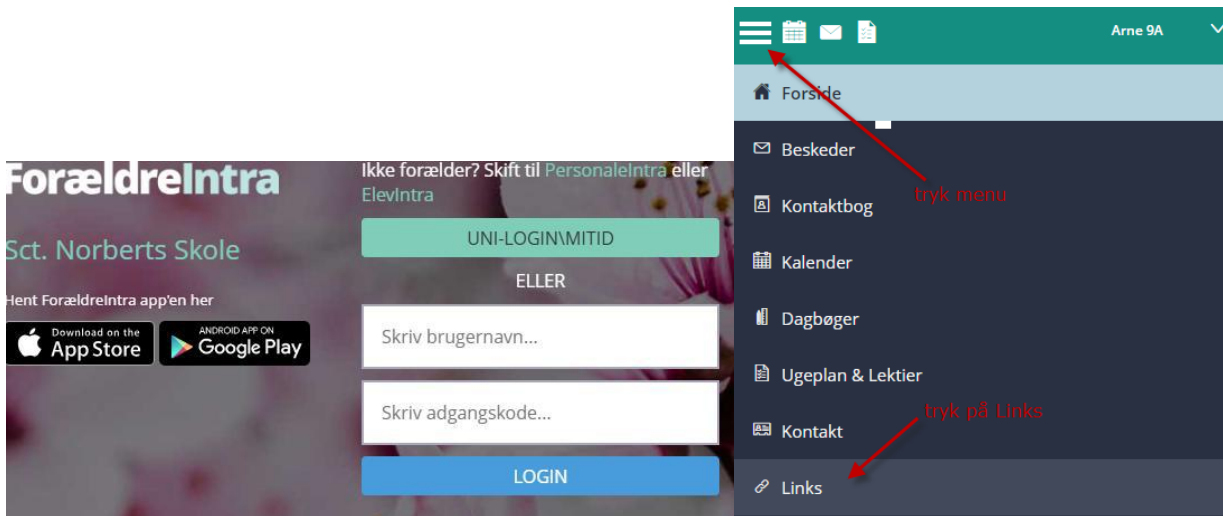 ForældreIntra
Sct. Norberts Skole
Hent ForældreIntra app'en her
Download on the
App Store
ANDROID APP ON
Google Play
Ikke forælder? Skift til PersonaleIntra eller
ElevIntra
UNI-LOGIN\MITID
ELLER
Skriv brugernavn...
Skriv adgangskode...
LOGIN
Arne 9A
Forside
Beskeder
tryk menu
Kontaktbog
Kalender
Dagbøger
Ugeplan & Lektier
tryk på Links
Kontakt
Links